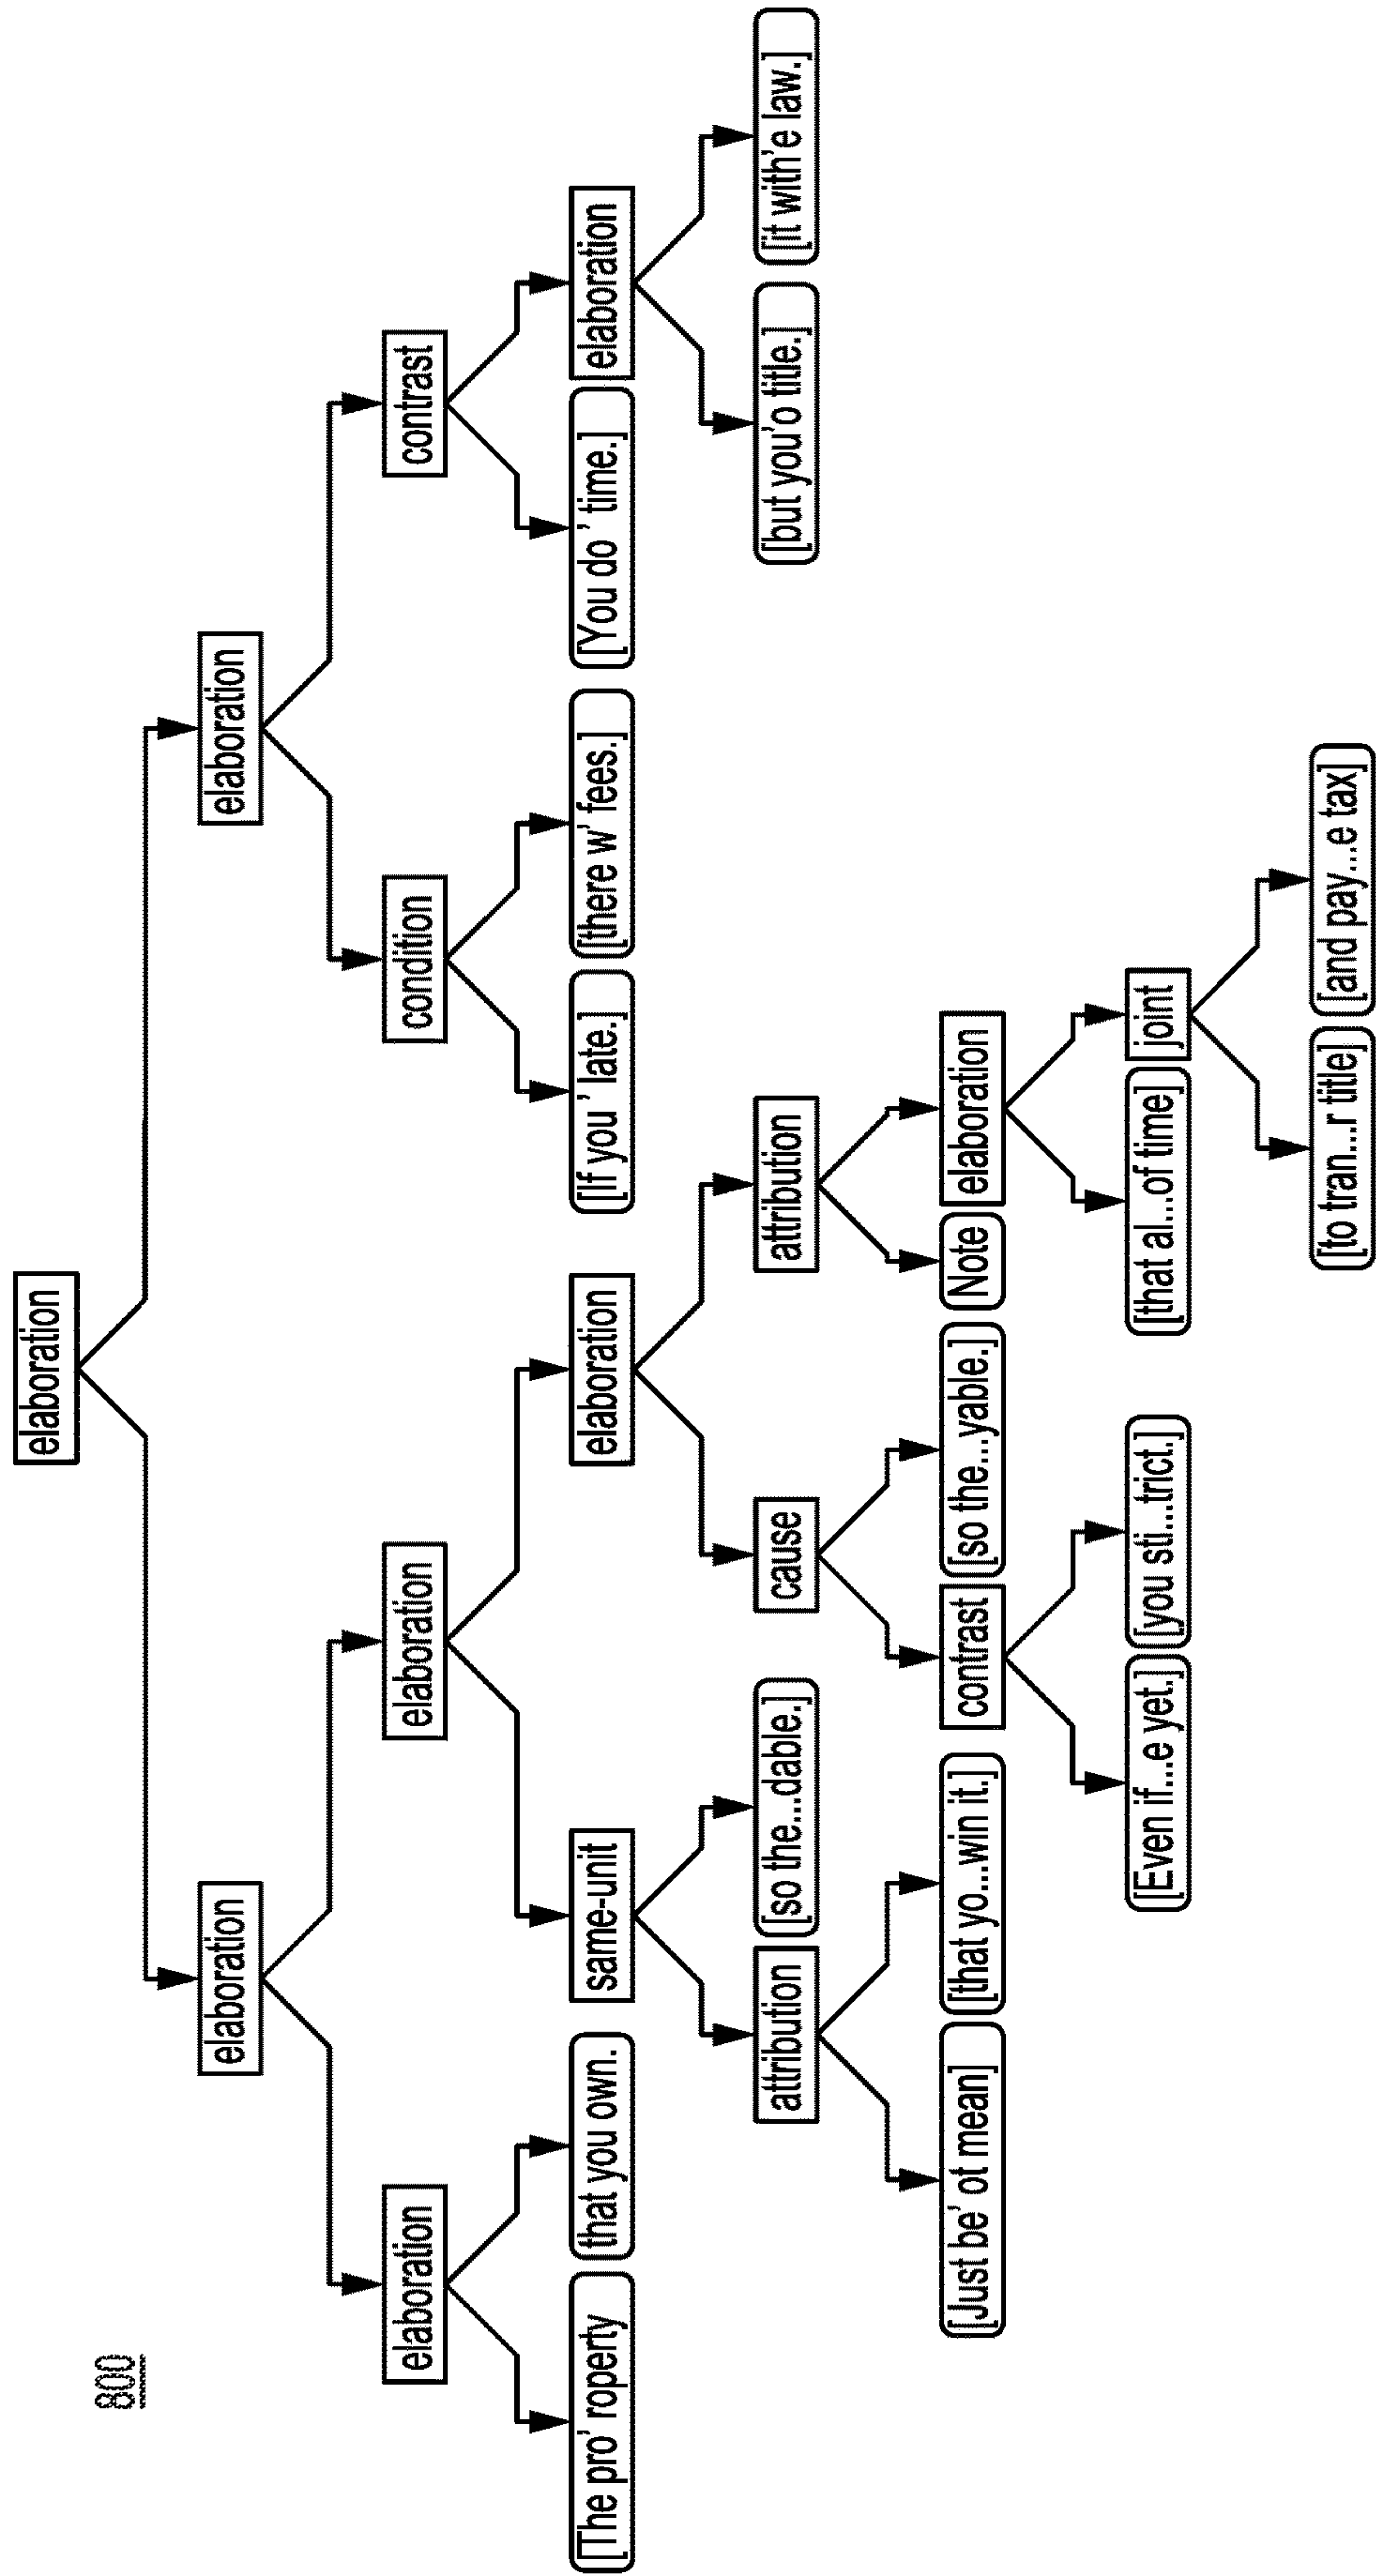 800
elaboration
elaboration
elaboration
elaboration
elaboration
condition
contrast
[The pro' roperty
that you own.
same-unit
elaboration
[If you ' late.]
[there w' fees.]
[You do ' time.]
elaboration
attribution
[so the...dable.]
cause
attribution
[but you'o title.]
[it with'e law.]
[Just be' ot mean]
[that yo...win it.]
contrast
[so the...yable.]
Note
elaboration
[Even if...e yet.]
[you sti...trict.]
[that al...of time]
joint
[to tran...r title]
[and pay...e tax]